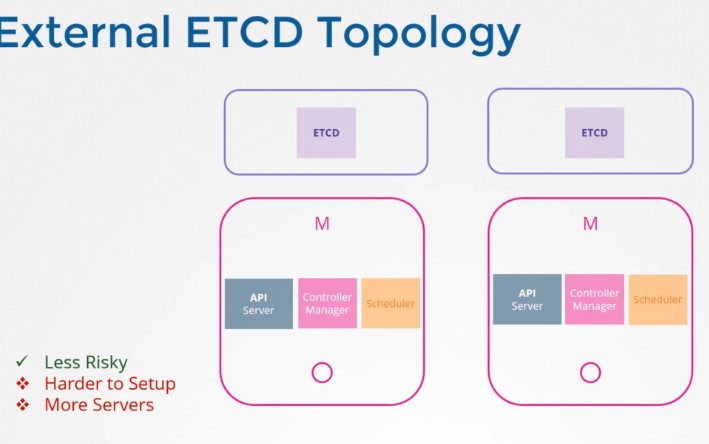 External ETCD Topology
ETCD
ETCD
M
M
API
Server
Controller
Manager
Scheduler
API
Server
Controller
Manager
Scheduler
✓ Less Risky
❖ Harder to Setup
❖ More Servers